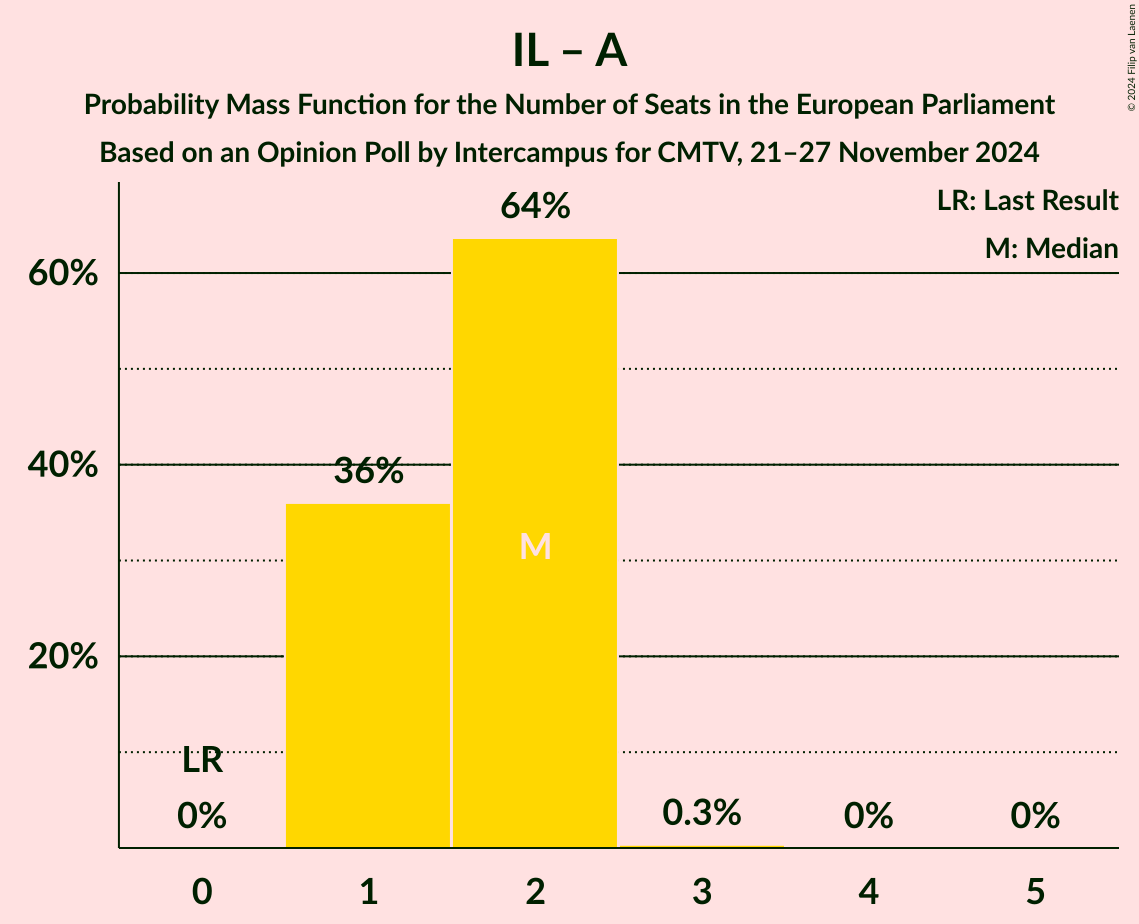 © 2024 Filip van Laenen
IL – A
Probability Mass Function for the Number of Seats in the European Parliament
Based on an Opinion Poll by Intercampus for CMTV, 21–27 November 2024
LR: Last Result
M: Median
64%
60%
40%
36%
M
20%
LR
0%
0.3%
0%
0%
0 1 2 3 4 5